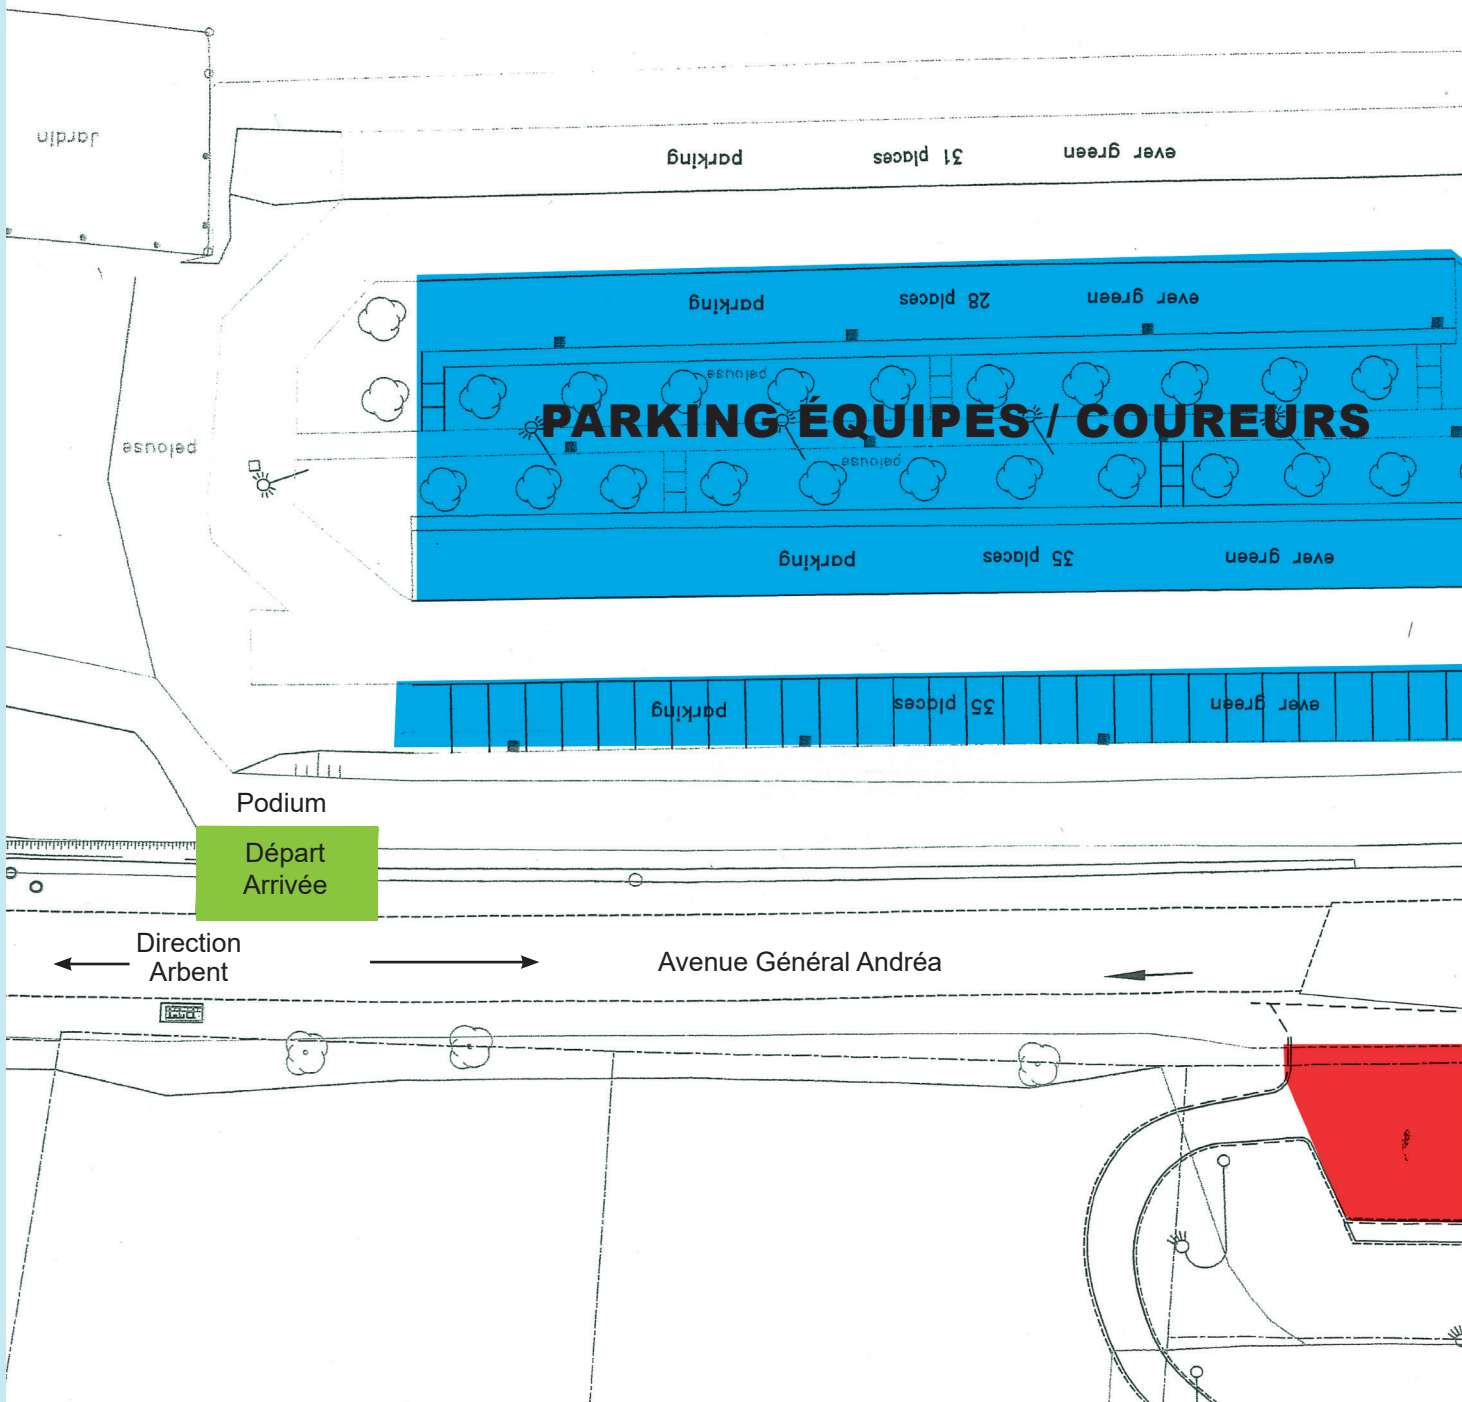 Jardin
parking 31 places ever green
parking 28 places ever green
pelouse
PARKING ÉQUIPES / COUREURS
pelouse
pelouse
parking 35 places ever green
parking 35 places ever green
Podium
Départ
Arrivée
Direction
Arbent
Avenue Général Andréa